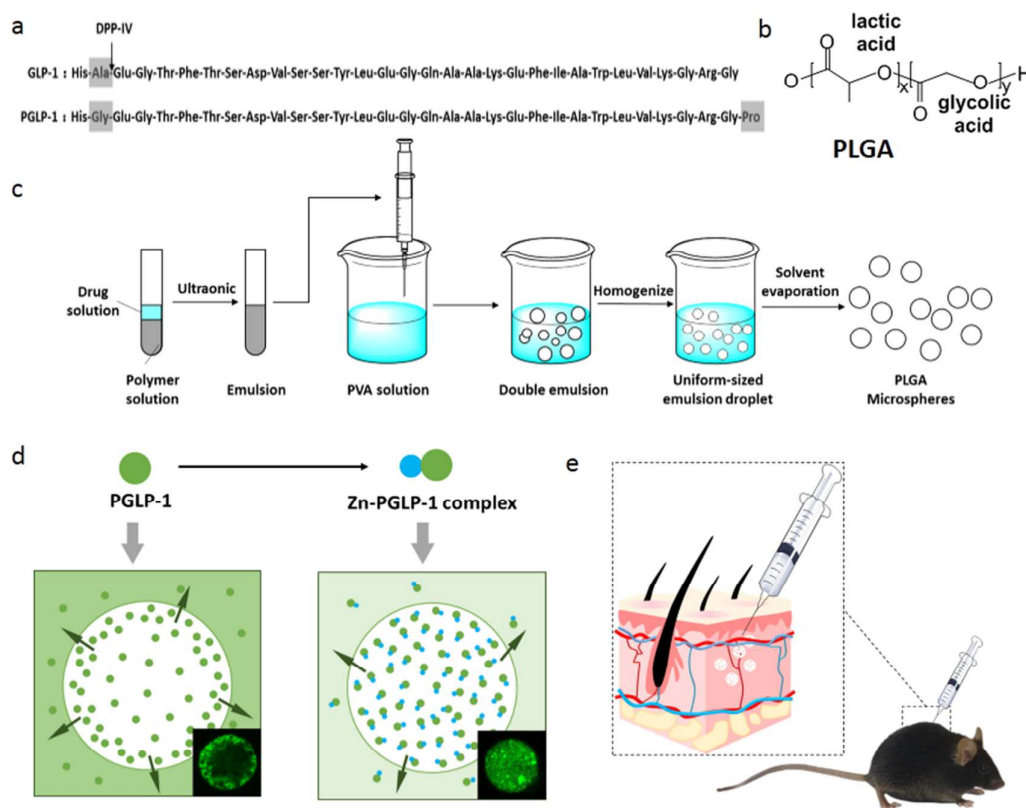 a
DPP-IV
GLP-1 : His-Ala-Glu-Gly-Thr-Phe-Thr-Ser-Asp-Val-Ser-Ser-Tyr-Leu-Glu-Gly-Gln-Ala-Ala-Lys-Glu-Phe-Ile-Ala-Trp-Leu-Val-Lys-Gly-Arg-Gly
PGLP-1 : His-Gly-Glu-Gly-Thr-Phe-Thr-Ser-Asp-Val-Ser-Ser-Tyr-Leu-Glu-Gly-Gln-Ala-Ala-Lys-Glu-Phe-Ile-Ala-Trp-Leu-Val-Lys-Gly-Arg-Gly-Pro
b
lactic
acid
O
O
O
x
O
O
y
H
glycolic
acid
PLGA
c
Drug
solution
Polymer
solution
Ultrasonic
Emulsion
PVA solution
Double emulsion
Homogenize
Uniform-sized
emulsion droplet
Solvent
evaporation
PLGA
Microspheres
d
PGLP-1
Zn-PGLP-1 complex
e